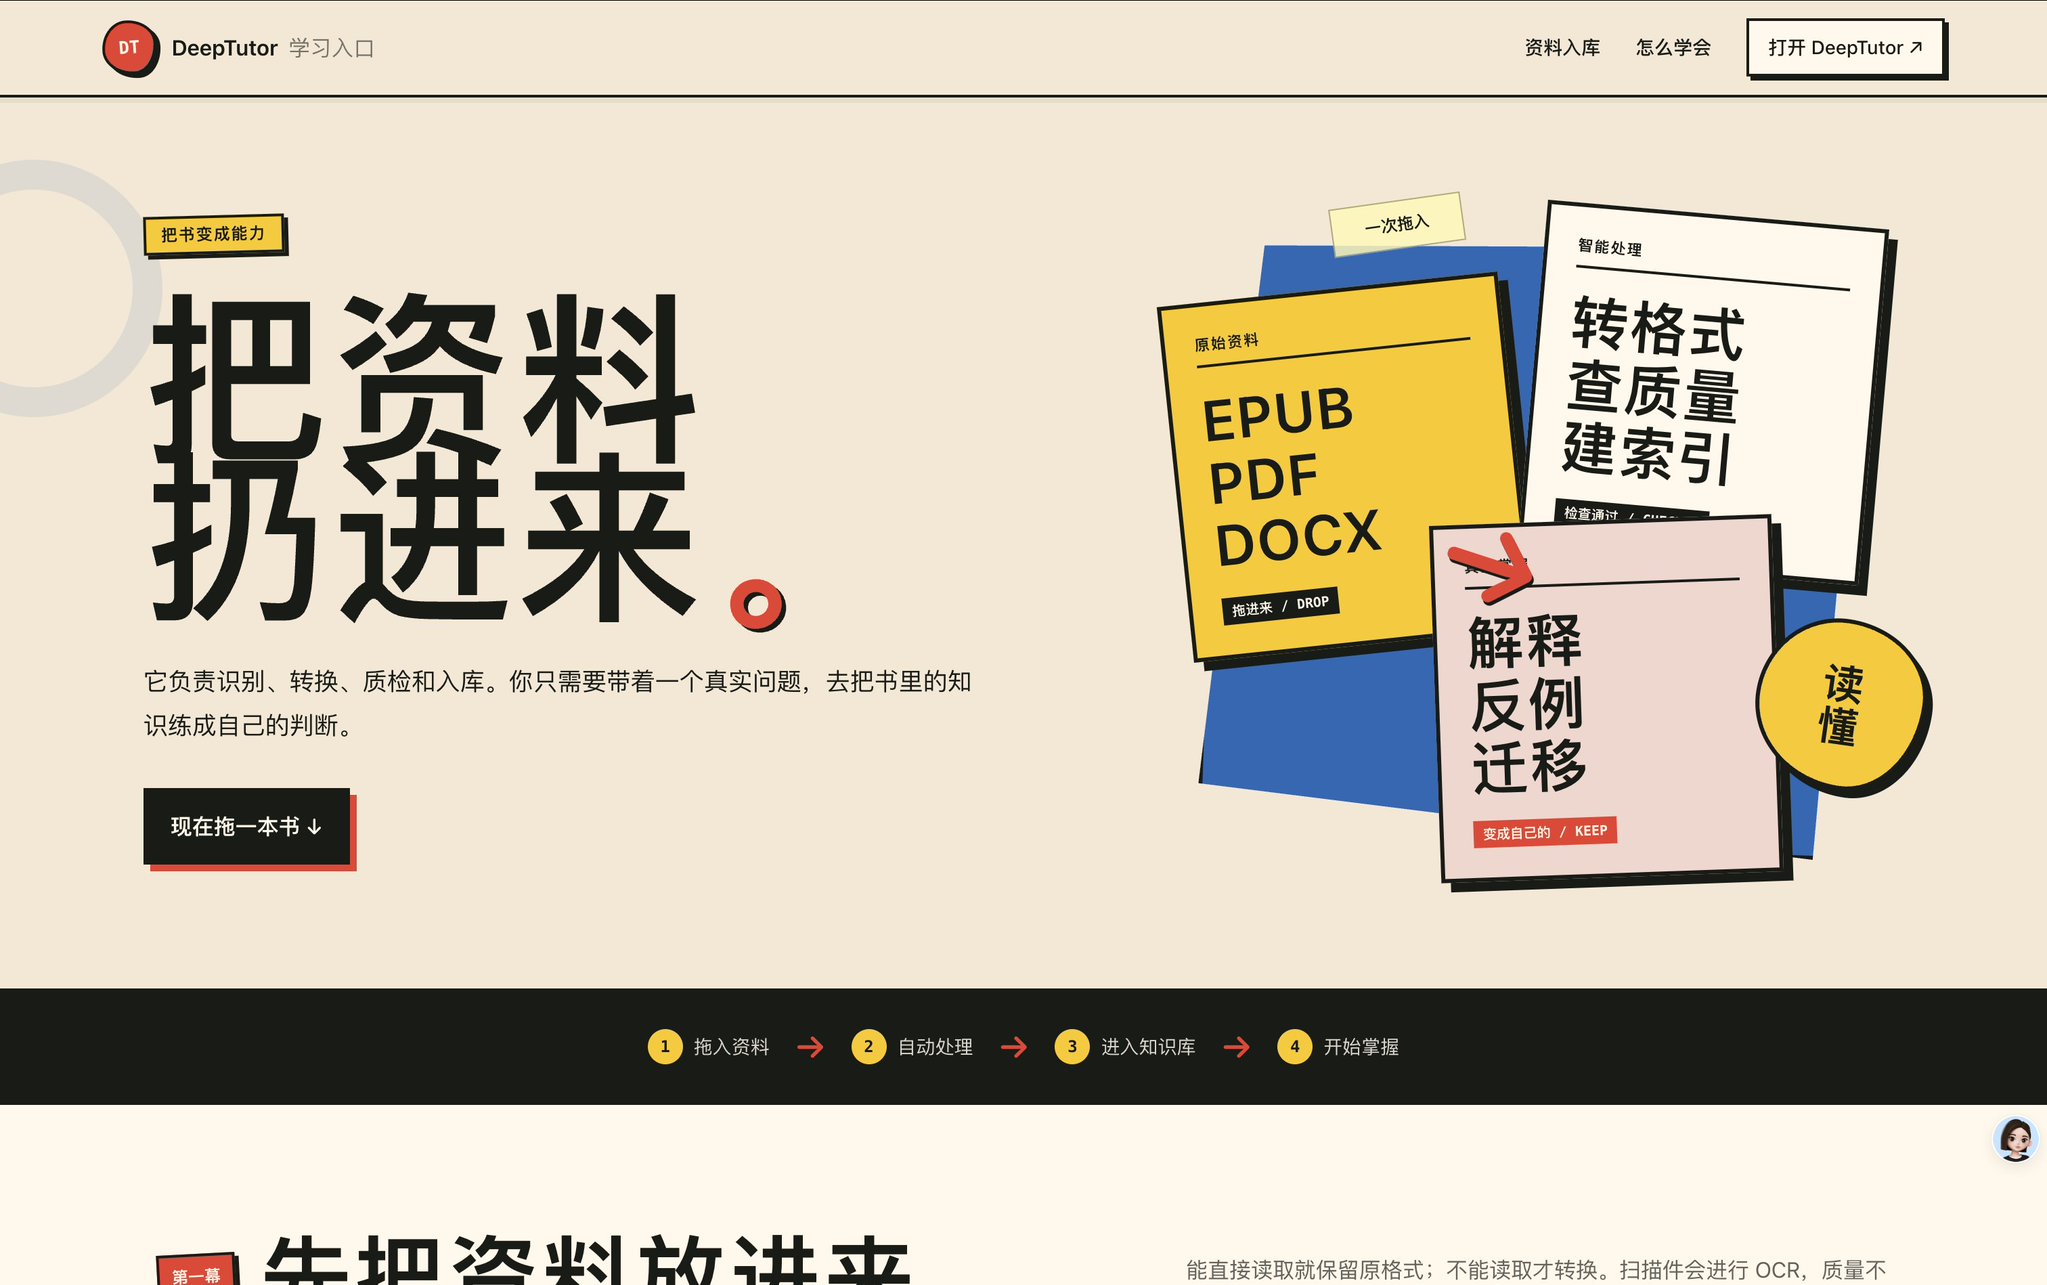 DT DeepTutor 学习入口
资料入库
怎么学会
打开 DeepTutor ↗
把书变成能力
把资料
扔进来。
它负责识别、转换、质检和入库。你只需要带着一个真实问题，去把书里的知
识练成自己的判断。
现在拖一本书 ↓
一次拖入
原始资料
EPUB
PDF
DOCX
拖进来 / DROP
智能处理
转格式
查质量
建索引
检查通过 /
解释
反例
迁移
变成自己的 / KEEP
读
懂
1 拖入资料 → 2 自动处理 → 3 进入知识库 → 4 开始掌握
第一幕
先把资料放进来
能直接读取就保留原格式；不能读取才转换。扫描件会进行 OCR，质量不